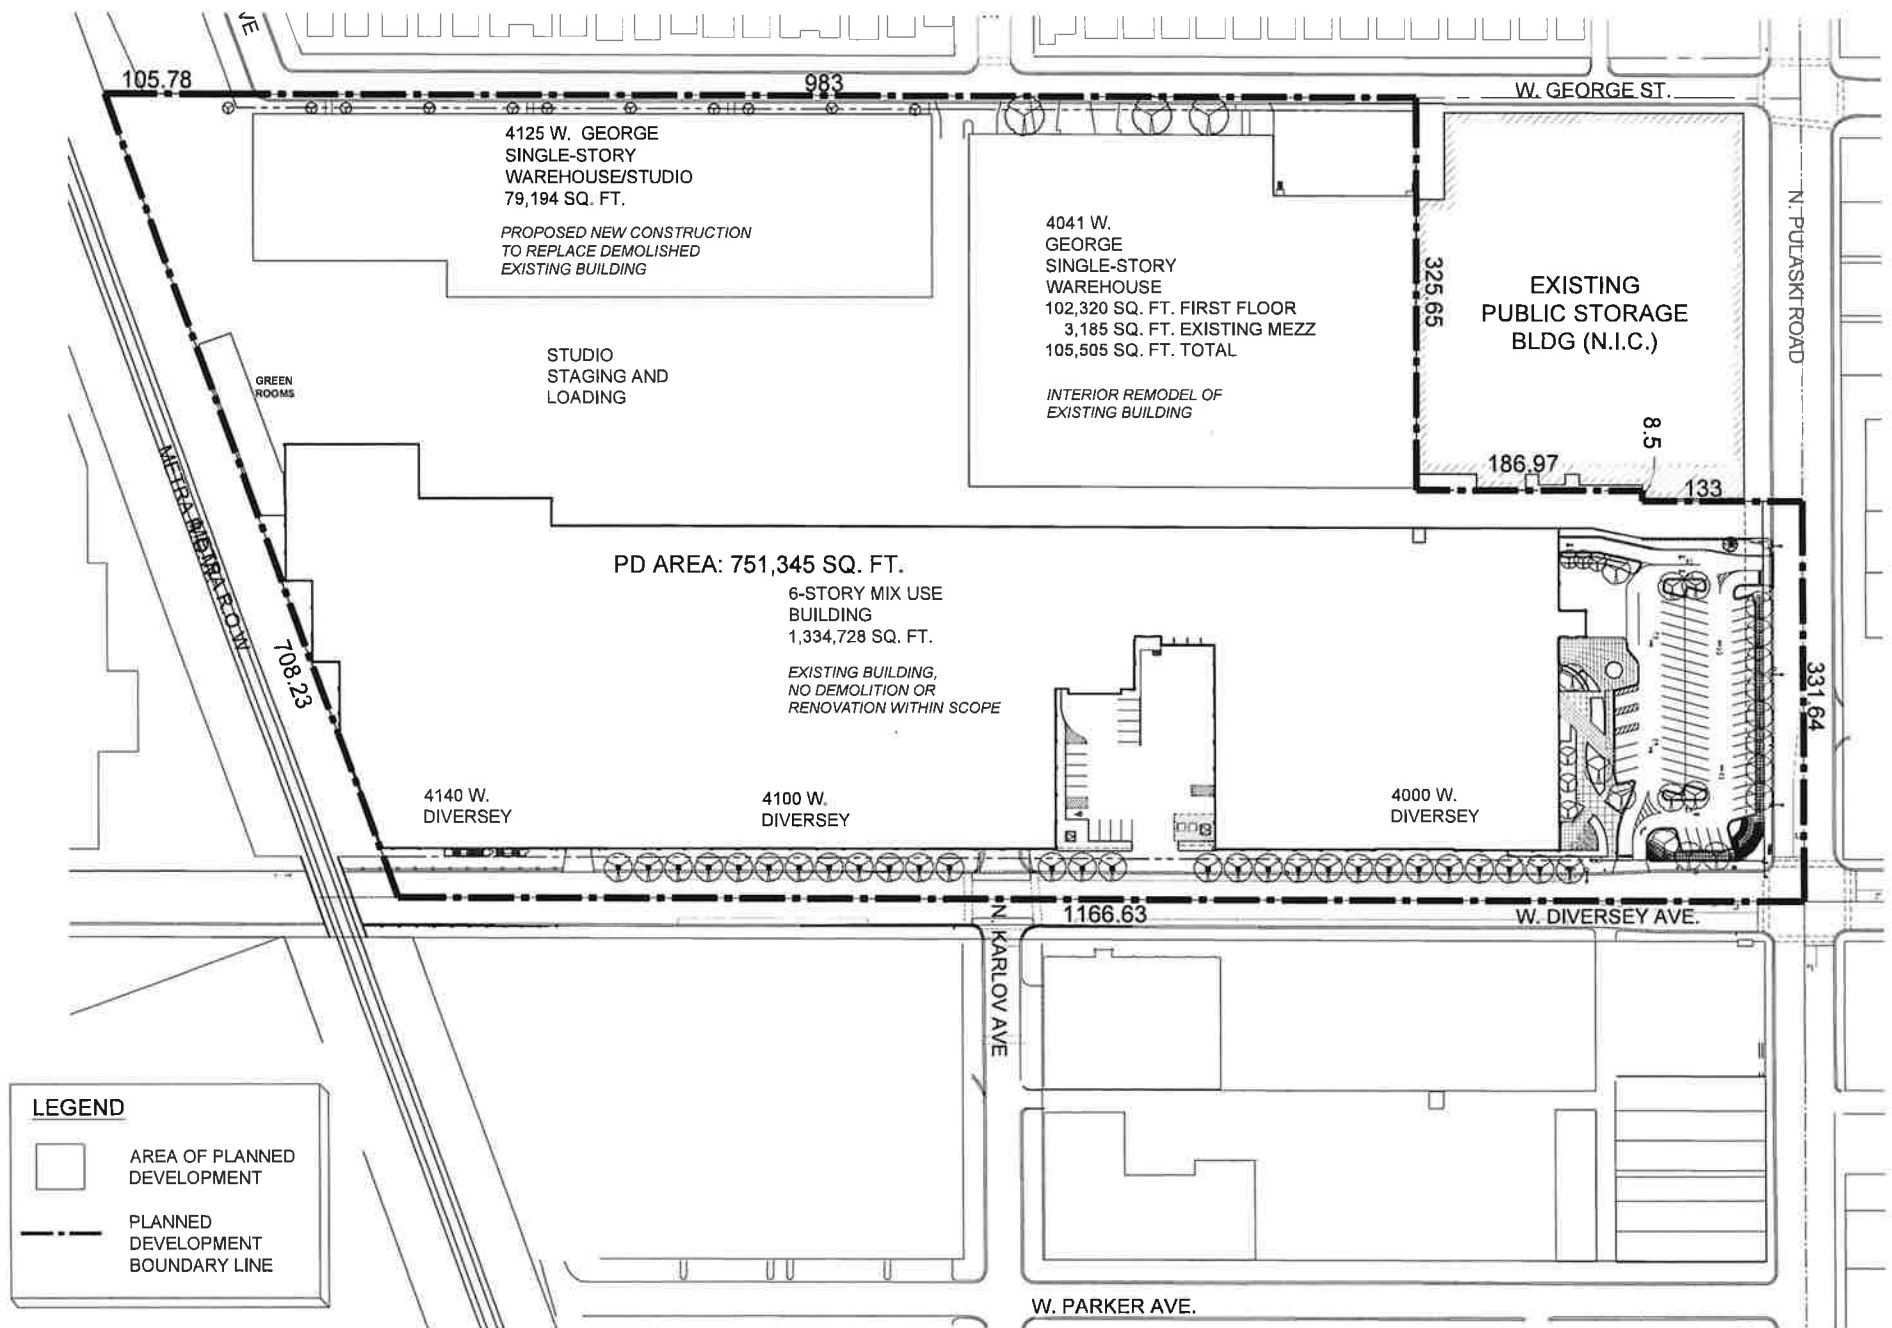 VE
105.78
983
W. GEORGE ST.
4125 W. GEORGE
SINGLE-STORY
WAREHOUSE/STUDIO
79,194 SQ. FT.
PROPOSED NEW CONSTRUCTION
TO REPLACE DEMOLISHED
EXISTING BUILDING
4041 W.
GEORGE
SINGLE-STORY
WAREHOUSE
102,320 SQ. FT. FIRST FLOOR
3,185 SQ. FT. EXISTING MEZZ
105,505 SQ. FT. TOTAL
INTERIOR REMODEL OF
EXISTING BUILDING
325.65
EXISTING
PUBLIC STORAGE
BLDG (N.I.C.)
N. PULASKI ROAD
STUDIO
STAGING AND
LOADING
GREEN
ROOMS
8.5
186.97
133
METRA R.O.W
708.23
PD AREA: 751,345 SQ. FT.
6-STORY MIX USE
BUILDING
1,334,728 SQ. FT.
EXISTING BUILDING,
NO DEMOLITION OR
RENOVATION WITHIN SCOPE
331.64
4140 W.
DIVERSEY
4100 W.
DIVERSEY
4000 W.
DIVERSEY
1166.63
W. DIVERSEY AVE.
N. KARLOV AVE
LEGEND
AREA OF PLANNED
DEVELOPMENT
PLANNED
DEVELOPMENT
BOUNDARY LINE
W. PARKER AVE.